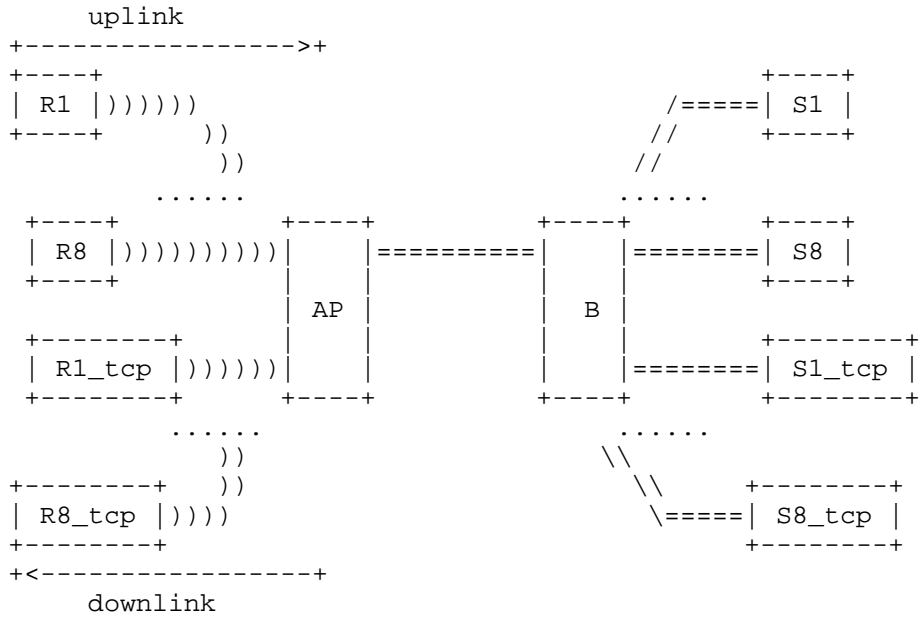 uplink
R1
S1
R8
S8
AP
B
R1_tcp
S1_tcp
R8_tcp
S8_tcp
downlink